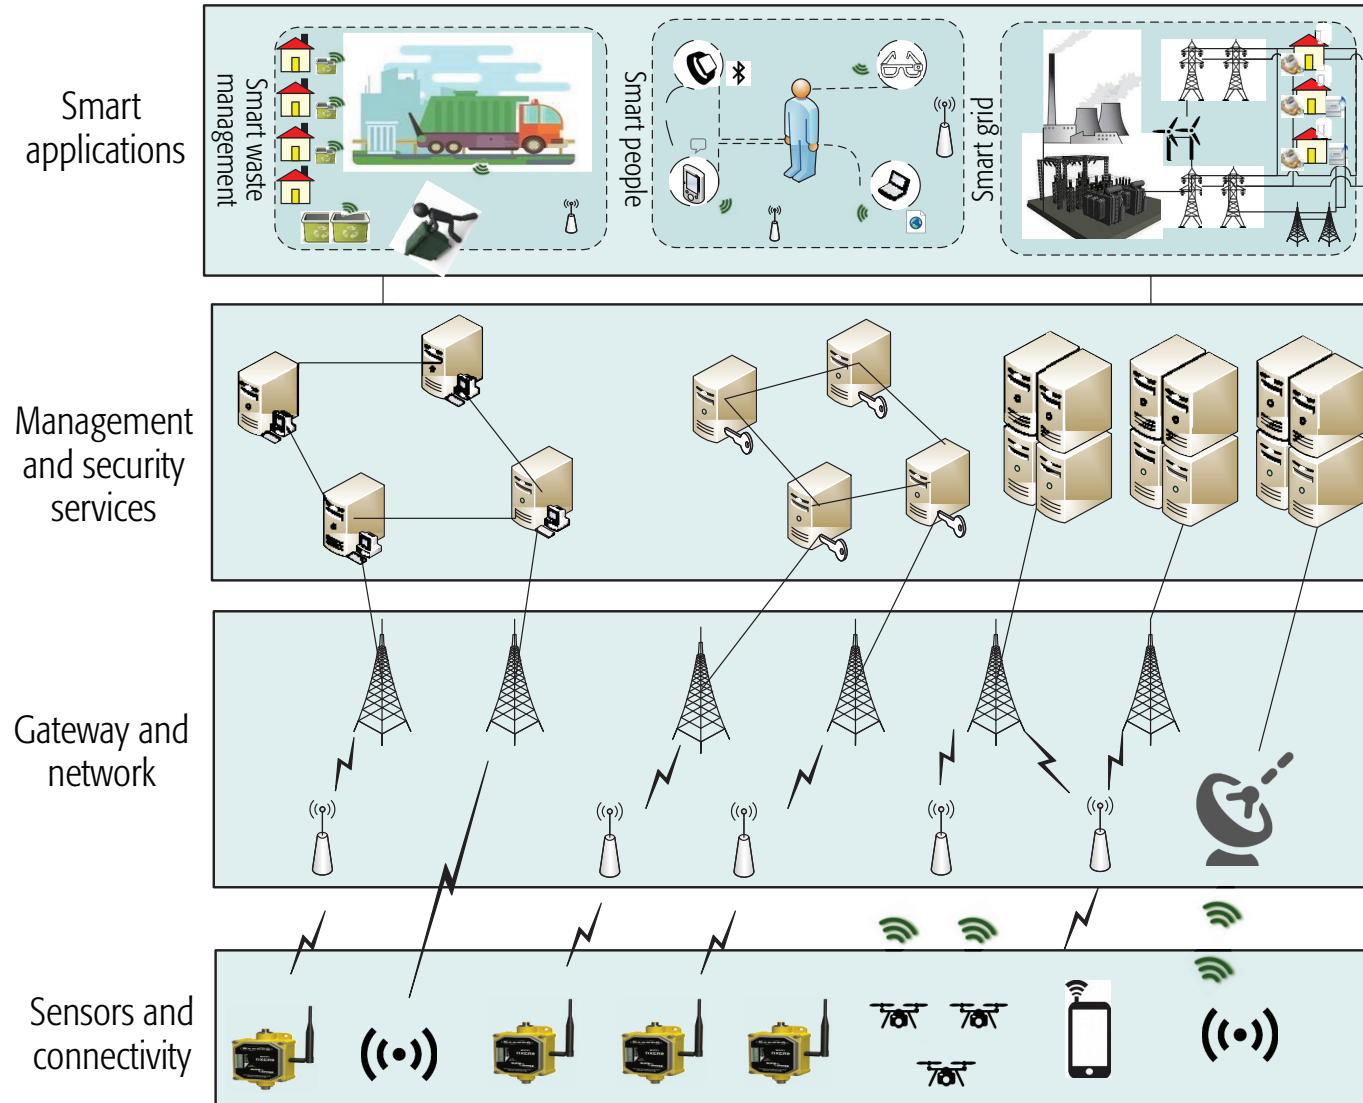 Smart
applications
Smart waste
management
Smart people
Smart grid
Management
and security
services
Gateway and
network
Sensors and
connectivity